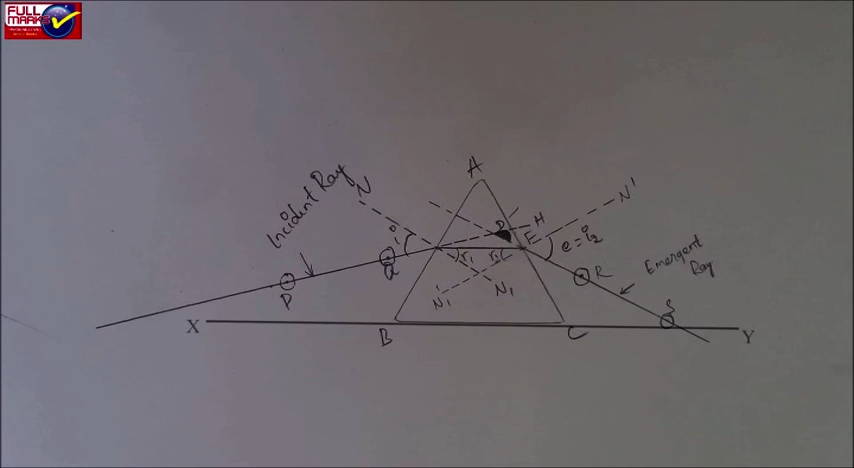 FULL
MARKS
A
N
N'
Incident Ray
i,
D
H
E
e=i2
Q
r1
r2
R
Emergent
Ray
P
N1
N1
S
X
Y
B
C